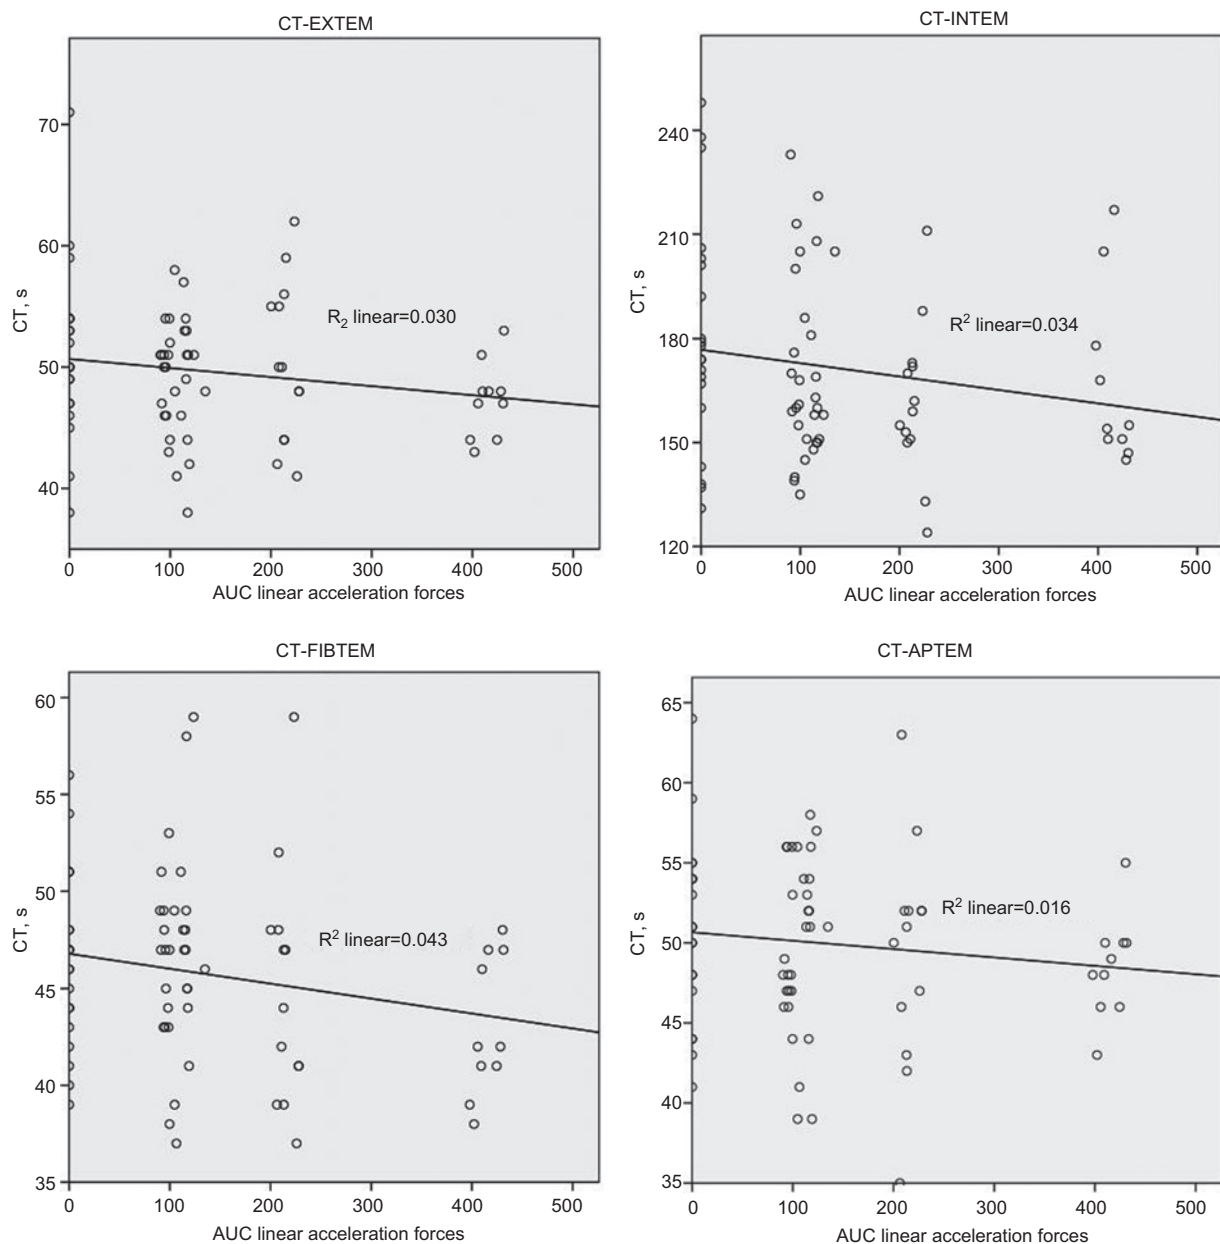 CT-EXTEM
70
60
50
40
CT, s
R₂ linear=0.030
0 100 200 300 400 500
AUC linear acceleration forces
CT-INTEM
240
210
180
150
120
CT, s
R² linear=0.034
0 100 200 300 400 500
AUC linear acceleration forces
CT-FIBTEM
60
55
50
45
40
35
CT, s
R² linear=0.043
0 100 200 300 400 500
AUC linear acceleration forces
CT-APTEM
65
60
55
50
45
40
35
CT, s
R² linear=0.016
0 100 200 300 400 500
AUC linear acceleration forces